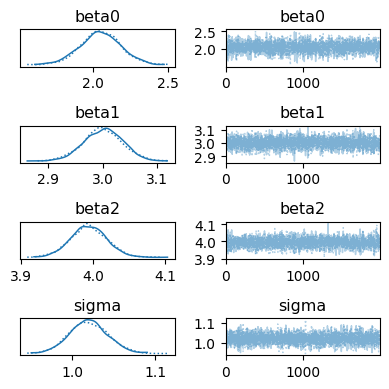 beta0 beta0
2.5
2.0
2.0 2.5 0 1000
beta1 beta1
3.1
3.0
2.9
2.9 3.0 3.1 0 1000
beta2 beta2
4.1
4.0
3.9
3.9 4.0 4.1 0 1000
sigma sigma
1.1
1.0
1.0 1.1 0 1000